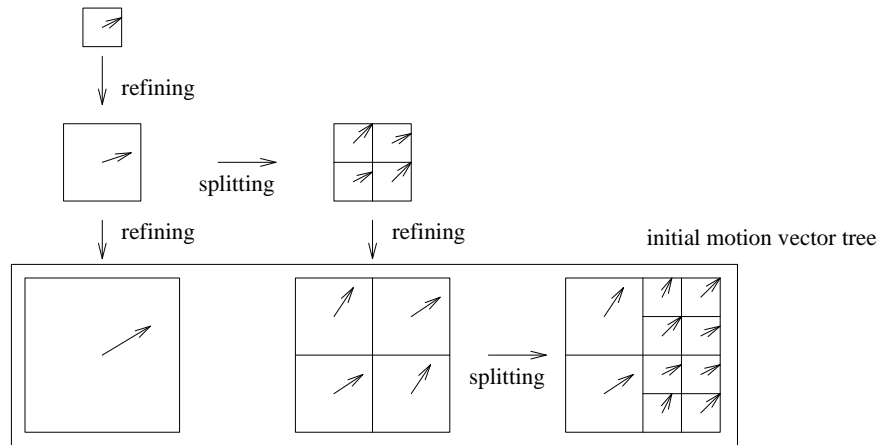 refining
splitting
refining
refining
initial motion vector tree
splitting